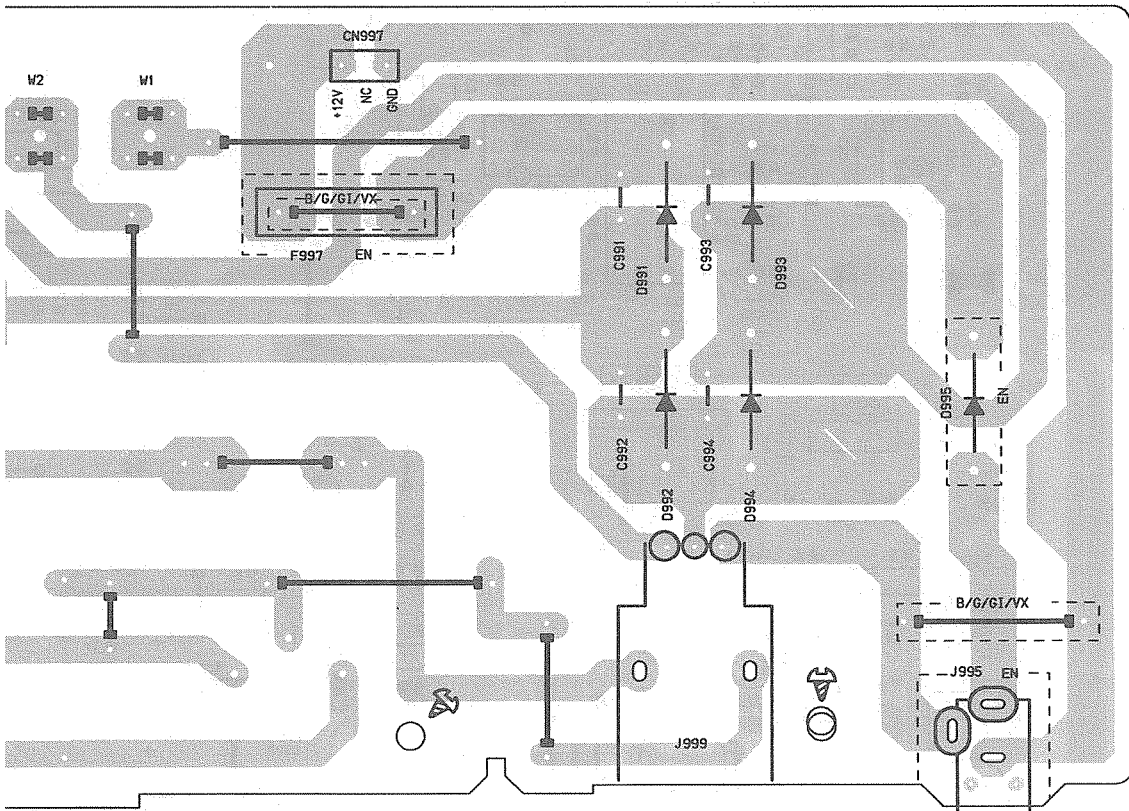 CN997
W2
W1
+12V
NC
GND
B/G/GI/VX
F997
EN
C991
D991
C993
D993
D995
EN
C992
D992
C994
D994
B/G/GI/VX
J995
EN
J999